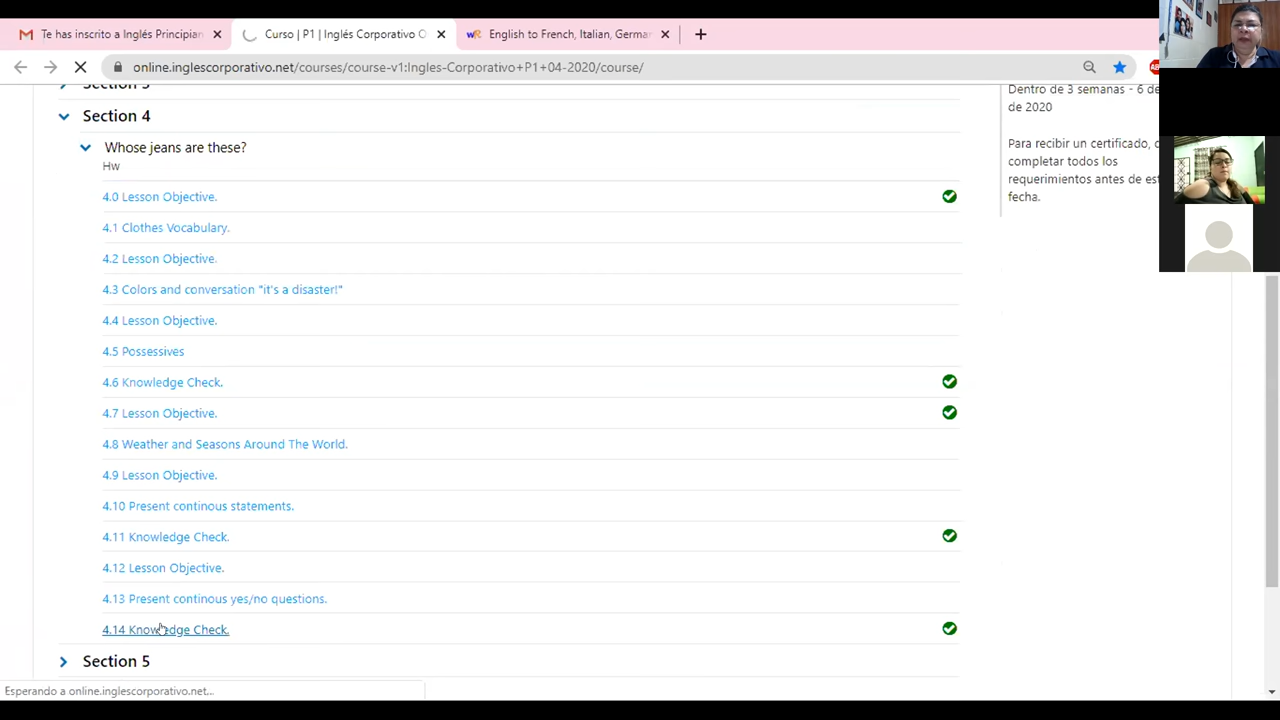 Te has inscrito a Inglés Principian
Curso | P1 | Inglés Corporativo O
English to French, Italian, German
online.inglescorporativo.net/courses/course-v1:Ingles-Corporativo+P1+04-2020/course/
Dentro de 3 semanas - 6 de
de 2020
Section 4
Para recibir un certificado,
Whose jeans are these?
completar todos los
Hw
requerimientos antes de es
4.0 Lesson Objective.
fecha.
4.1 Clothes Vocabulary.
4.2 Lesson Objective.
4.3 Colors and conversation "it's a disaster!"
4.4 Lesson Objective.
4.5 Possessives
4.6 Knowledge Check.
4.7 Lesson Objective.
4.8 Weather and Seasons Around The World.
4.9 Lesson Objective.
4.10 Present continous statements.
4.11 Knowledge Check.
4.12 Lesson Objective.
4.13 Present continous yes/no questions.
4.14 Knowledge Check.
Section 5
Esperando a online.inglescorporativo.net...